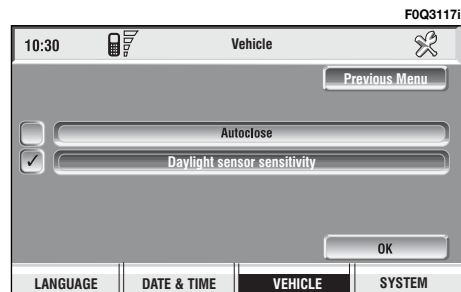 F0Q3117i
10:30 Vehicle
Previous Menu
Autoclose
Daylight sensor sensitivity
OK
LANGUAGE DATE & TIME VEHICLE SYSTEM